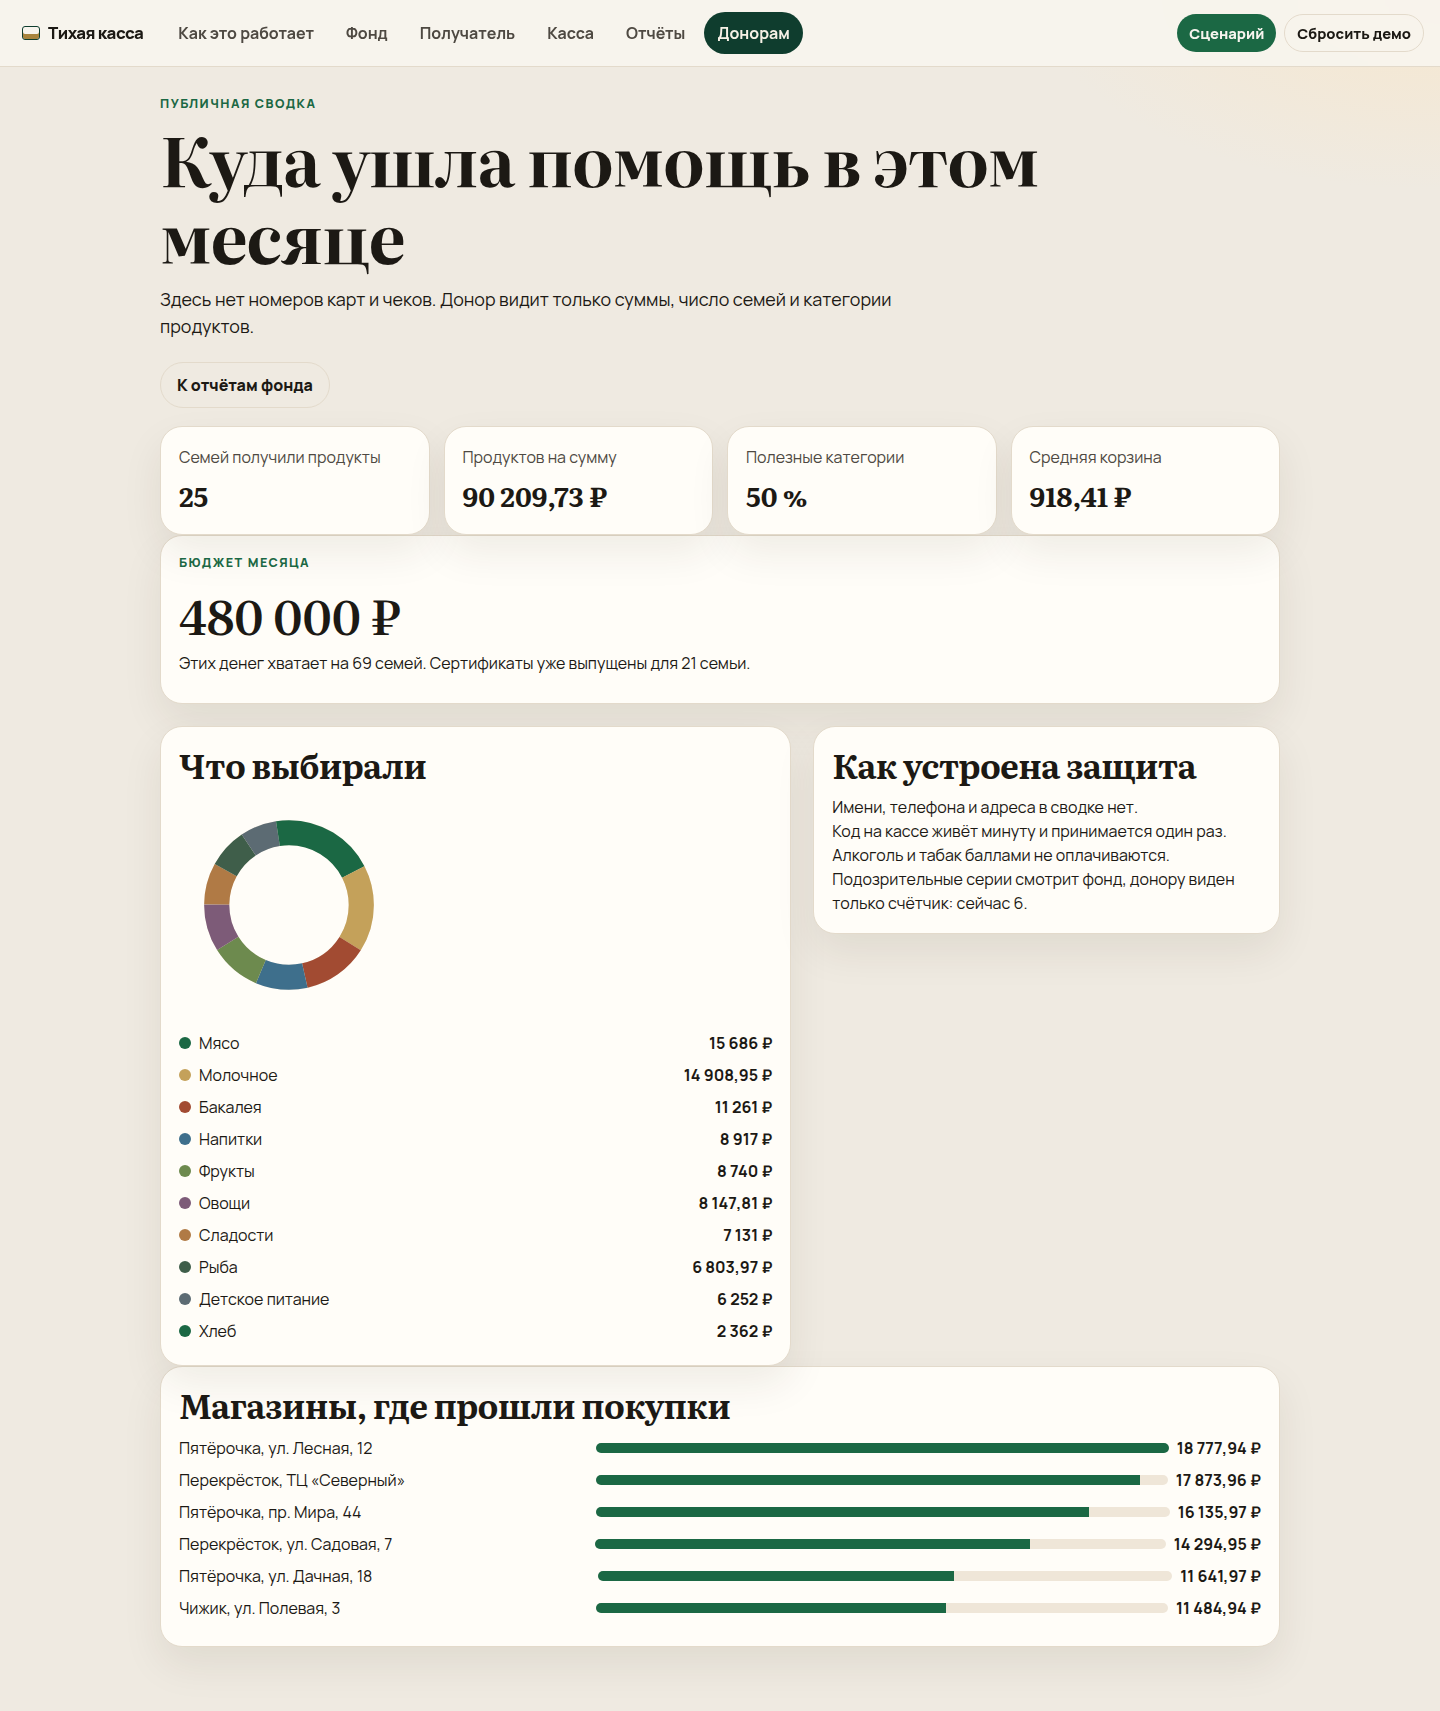 Тихая касса
Как это работает
Фонд
Получатель
Касса
Отчёты
Донорам
Сценарий
Сбросить демо
ПУБЛИЧНАЯ СВОДКА
Куда ушла помощь в этом
месяце
Здесь нет номеров карт и чеков. Донор видит только суммы, число семей и категории
продуктов.
К отчётам фонда
Семей получили продукты
25
Продуктов на сумму
90 209,73 ₽
Полезные категории
50 %
Средняя корзина
918,41 ₽
БЮДЖЕТ МЕСЯЦА
480 000 ₽
Этих денег хватает на 69 семей. Сертификаты уже выпущены для 21 семьи.
Что выбирали
Мясо 15 686 ₽
Молочное 14 908,95 ₽
Бакалея 11 261 ₽
Напитки 8 917 ₽
Фрукты 8 740 ₽
Овощи 8 147,81 ₽
Сладости 7 131 ₽
Рыба 6 803,97 ₽
Детское питание 6 252 ₽
Хлеб 2 362 ₽
Как устроена защита
Имени, телефона и адреса в сводке нет.
Код на кассе живёт минуту и принимается один раз.
Алкоголь и табак баллами не оплачиваются.
Подозрительные серии смотрит фонд, донору виден
только счётчик: сейчас 6.
Магазины, где прошли покупки
Пятёрочка, ул. Лесная, 12 18 777,94 ₽
Перекрёсток, ТЦ «Северный» 17 873,96 ₽
Пятёрочка, пр. Мира, 44 16 135,97 ₽
Перекрёсток, ул. Садовая, 7 14 294,95 ₽
Пятёрочка, ул. Дачная, 18 11 641,97 ₽
Чижик, ул. Полевая, 3 11 484,94 ₽